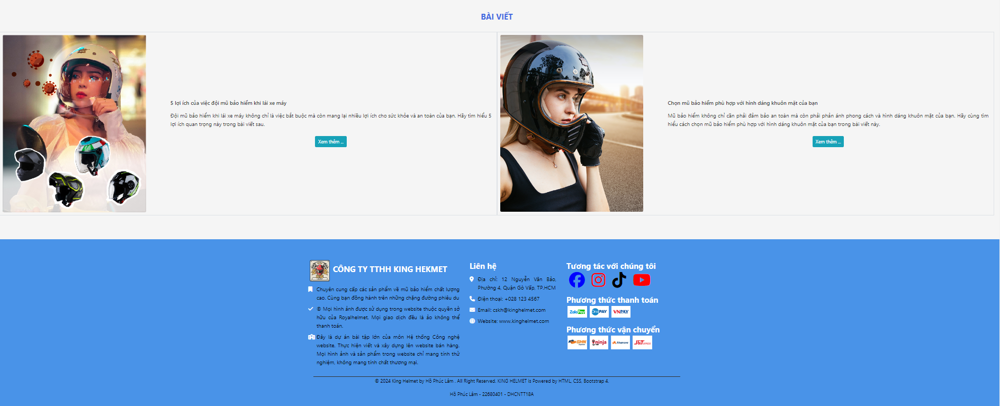 BÀI VIẾT
5 lợi ích của việc đội mũ bảo hiểm khi lái xe máy
Đội mũ bảo hiểm khi lái xe máy không chỉ là việc bắt buộc mà còn mang lại nhiều lợi ích cho sức khỏe và an toàn của bạn. Hãy tìm hiểu 5
lợi ích quan trọng này trong bài viết sau.
Xem thêm ...
Chọn mũ bảo hiểm phù hợp với hình dáng khuôn mặt của bạn
Mũ bảo hiểm không chỉ cần phải đảm bảo an toàn mà còn phải phản ánh phong cách và hình dáng khuôn mặt của bạn. Hãy cùng tìm
hiểu cách chọn mũ bảo hiểm phù hợp với hình dáng khuôn mặt của bạn trong bài viết này.
Xem thêm ...
CÔNG TY TTHH KING HEKMET
Chuyên cung cấp các sản phẩm về mũ bảo hiểm chất lượng
cao. Cùng bạn đồng hành trên những chặng đường phiêu du
© Mọi hình ảnh được sử dụng trong website thuộc quyền sở
hữu của Royalhelmet. Mọi giao dịch đều là ảo không thể
thanh toán.
Đây là dự án bài tập lớn của môn Hệ thống Công nghệ
website. Thực hiện viết và xây dựng lên website bán hàng.
Mọi hình ảnh và sản phẩm trong website chỉ mang tính thử
nghiệm, không mang tính chất thương mại.
Liên hệ
Địa chỉ: 12 Nguyễn Văn Bảo,
Phường 4, Quận Gò Vấp, TP.HCM
Điện thoại: +028 123 4567
Email: cskh@kinghelmet.com
Website: www.kinghelmet.com
Tương tác với chúng tôi
Phương thức thanh toán
ZaloPay OnePAY VNPAY
Phương thức vận chuyển
GHN Express ninja van Ahamove J&T EXPRESS
© 2024 King Helmet by Hồ Phúc Lâm . All Right Reserved. KING HELMET is Powered by HTML, CSS, Bootstrap 4.
Hồ Phúc Lâm - 22680401 - DHCNTT18A